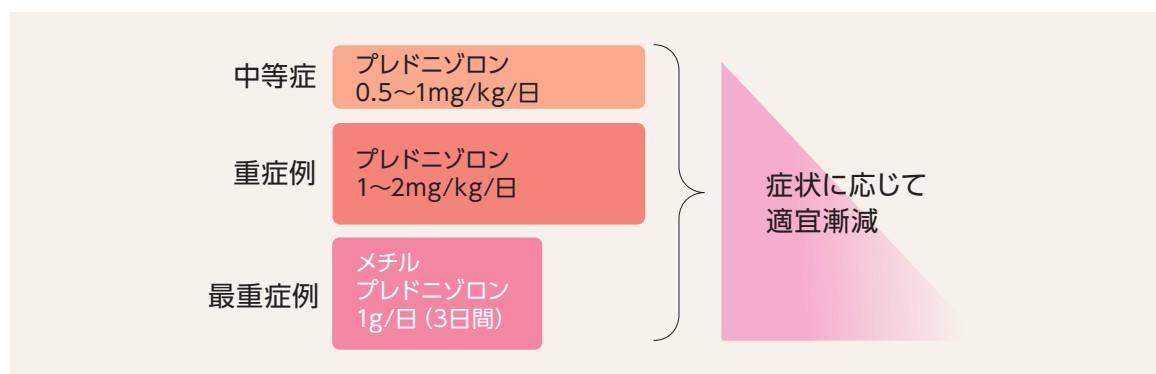 中等症
プレドニゾロン
0.5〜1mg/kg/日
重症例
プレドニゾロン
1〜2mg/kg/日
最重症例
メチル
プレドニゾロン
1g/日（3日間）
症状に応じて
適宜漸減